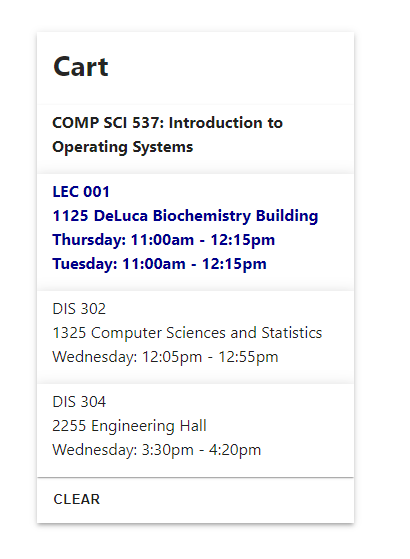 Cart
COMP SCI 537: Introduction to
Operating Systems
LEC 001
1125 DeLuca Biochemistry Building
Thursday: 11:00am - 12:15pm
Tuesday: 11:00am - 12:15pm
DIS 302
1325 Computer Sciences and Statistics
Wednesday: 12:05pm - 12:55pm
DIS 304
2255 Engineering Hall
Wednesday: 3:30pm - 4:20pm
CLEAR